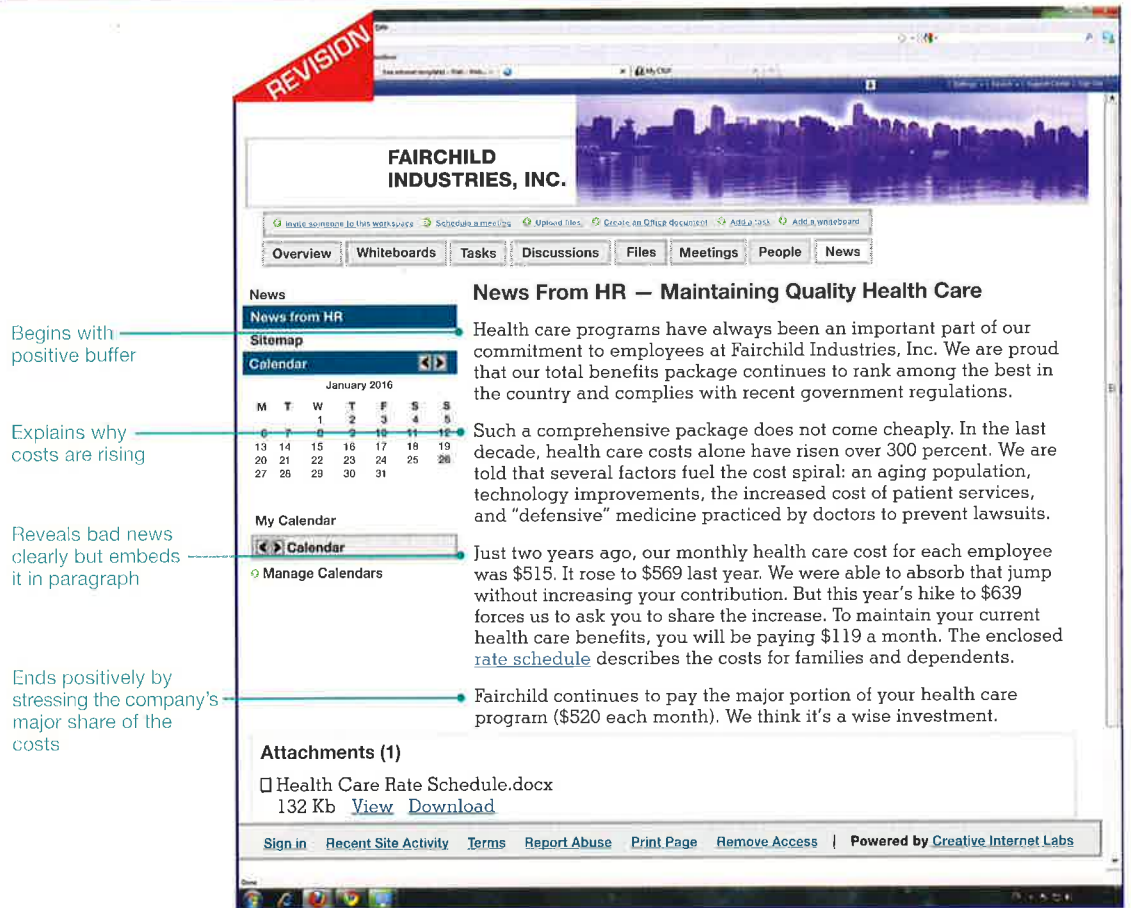 REVISION
FAIRCHILD
INDUSTRIES, INC.
Invite someone to this workspace Schedule a meeting Upload files Create an Office document Add a task Add a whiteboard
Overview Whiteboards Tasks Discussions Files Meetings People News
News
News from HR
Sitemap
Calendar
January 2016
M T W T F S S
1 2 3 4 5
6 7 8 9 10 11 12
13 14 15 16 17 18 19
20 21 22 23 24 25 26
27 28 29 30 31
My Calendar
Calendar
Manage Calendars
News From HR — Maintaining Quality Health Care
Health care programs have always been an important part of our
commitment to employees at Fairchild Industries, Inc. We are proud
that our total benefits package continues to rank among the best in
the country and complies with recent government regulations.
Such a comprehensive package does not come cheaply. In the last
decade, health care costs alone have risen over 300 percent. We are
told that several factors fuel the cost spiral: an aging population,
technology improvements, the increased cost of patient services,
and "defensive" medicine practiced by doctors to prevent lawsuits.
Just two years ago, our monthly health care cost for each employee
was $515. It rose to $569 last year. We were able to absorb that jump
without increasing your contribution. But this year's hike to $639
forces us to ask you to share the increase. To maintain your current
health care benefits, you will be paying $119 a month. The enclosed
rate schedule describes the costs for families and dependents.
Fairchild continues to pay the major portion of your health care
program ($520 each month). We think it's a wise investment.
Begins with
positive buffer
Explains why
costs are rising
Reveals bad news
clearly but embeds
it in paragraph
Ends positively by
stressing the company's
major share of the
costs
Attachments (1)
Health Care Rate Schedule.docx
132 Kb View Download
Sign in Recent Site Activity Terms Report Abuse Print Page Remove Access | Powered by Creative Internet Labs
Done